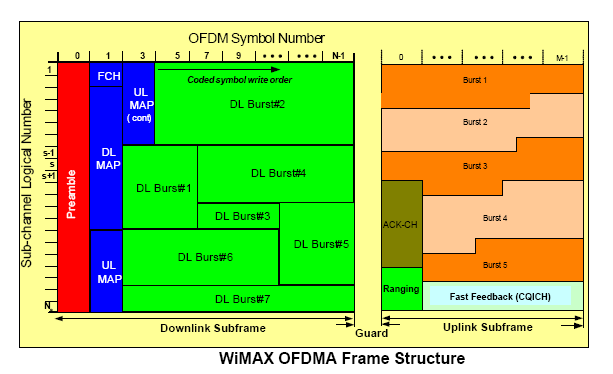 OFDM Symbol Number
0 1 3 5 7 9 ••• ••• N-1
0 ••• ••• ••• M-1
Sub-channel Logical Number
1
s-1
s
s+1
N
Preamble
FCH
DL
MAP
UL
MAP
UL
MAP
( cont)
Coded symbol write order
DL Burst#2
DL Burst#1
DL Burst#4
DL Burst#3
DL Burst#5
DL Burst#6
DL Burst#7
Burst 1
Burst 2
Burst 3
Burst 4
Burst 5
ACK-CH
Ranging
Fast Feedback (CQICH)
Downlink Subframe
Guard
Uplink Subframe
WiMAX OFDMA Frame Structure